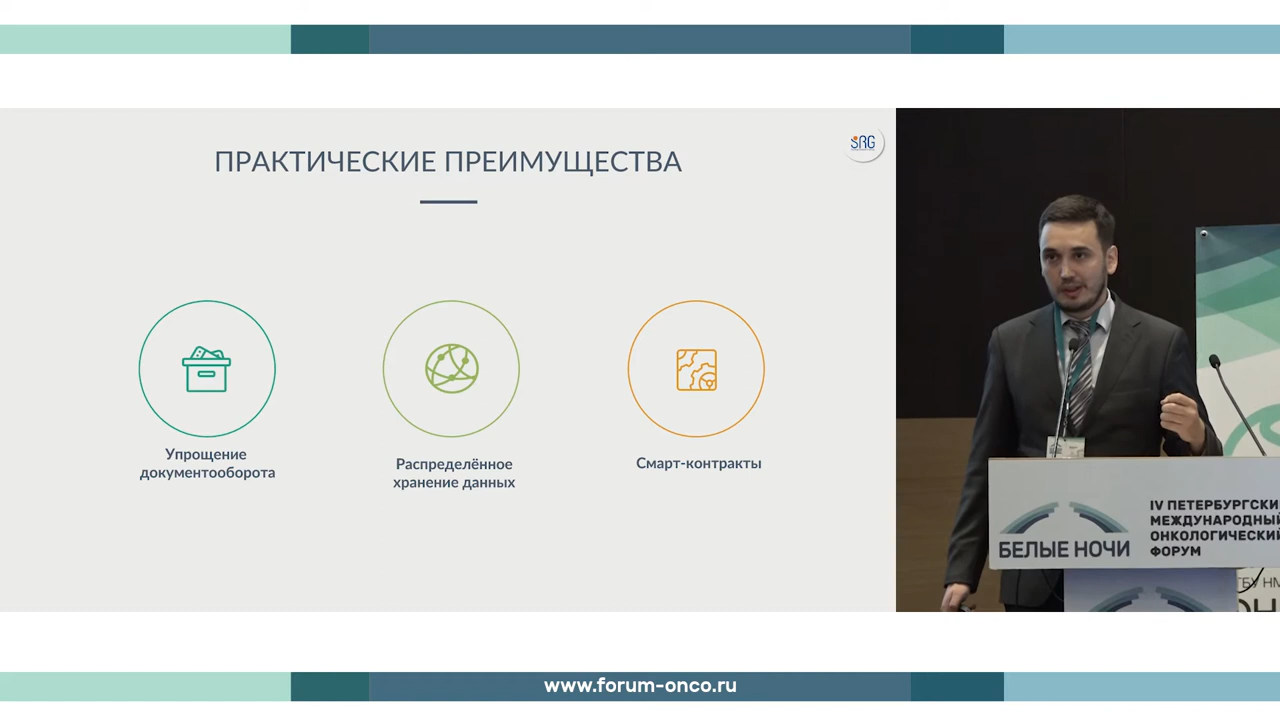 ПРАКТИЧЕСКИЕ ПРЕИМУЩЕСТВА
SRG
Упрощение
документооборота
Распределённое
хранение данных
Смарт-контракты
БЕЛЫЕ НОЧИ
IV ПЕТЕРБУРГСКИ
МЕЖДУНАРОДНЫЙ
ОНКОЛОГИЧЕСКИЙ
ФОРУМ
www.forum-onco.ru